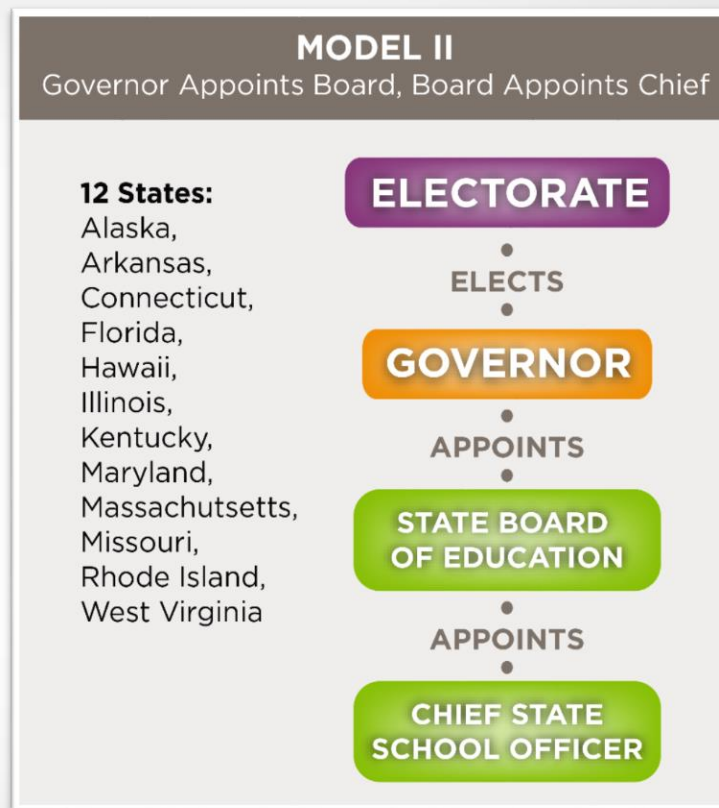 MODEL II
Governor Appoints Board, Board Appoints Chief
12 States:
Alaska,
Arkansas,
Connecticut,
Florida,
Hawaii,
Illinois,
Kentucky,
Maryland,
Massachutsetts,
Missouri,
Rhode Island,
West Virginia
ELECTORATE
ELECTS
GOVERNOR
APPOINTS
STATE BOARD
OF EDUCATION
APPOINTS
CHIEF STATE
SCHOOL OFFICER